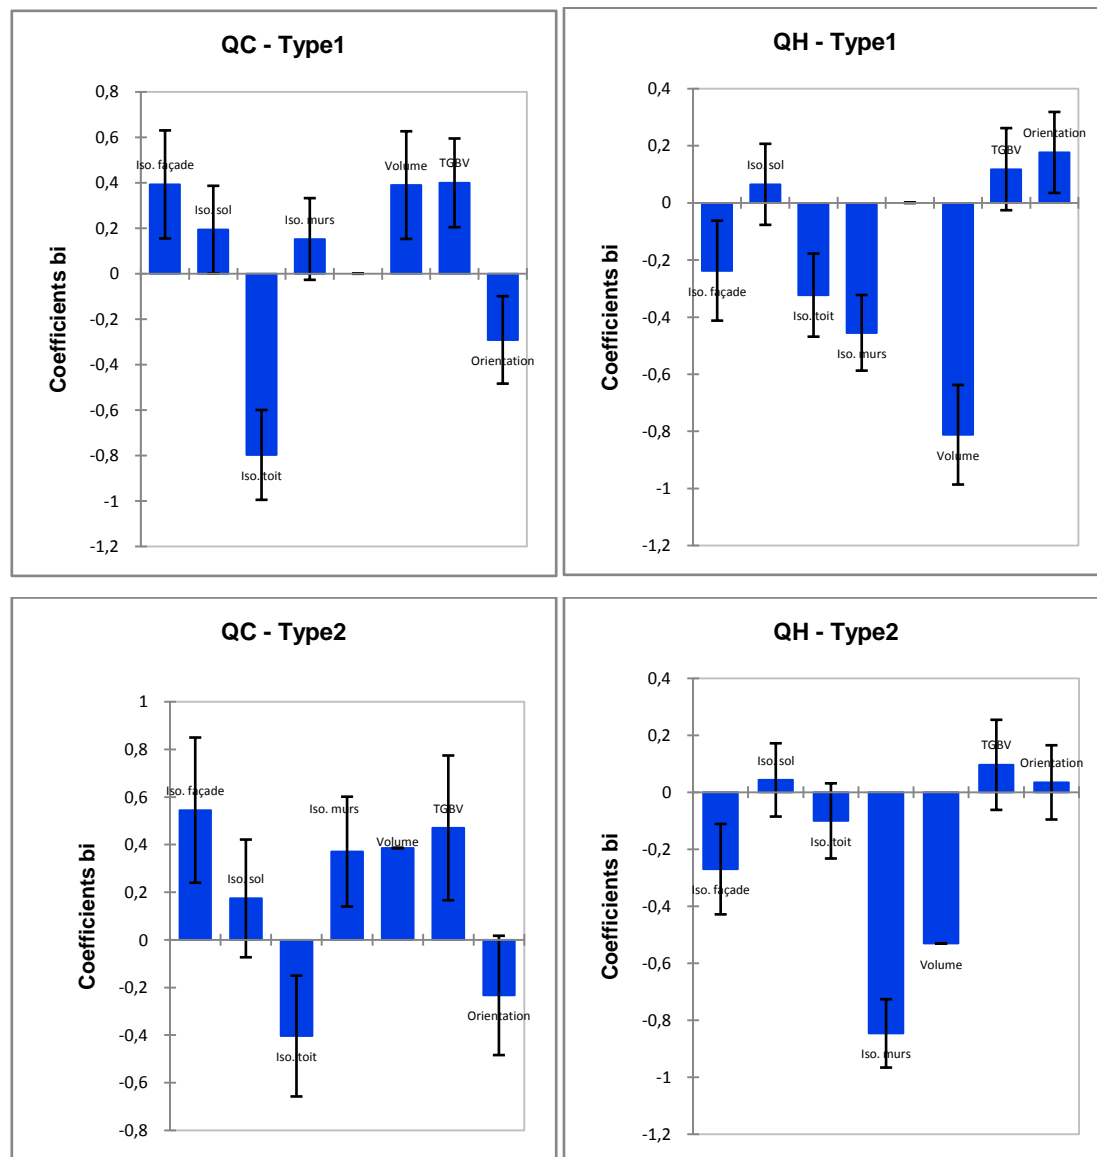 QC - Type1
Coefficients bi
0,8
0,6
0,4
0,2
0
-0,2
-0,4
-0,6
-0,8
-1
-1,2
Iso. façade
Iso. sol
Iso. toit
Iso. murs
Volume
TGBV
Orientation
QH - Type1
Coefficients bi
0,4
0,2
0
-0,2
-0,4
-0,6
-0,8
-1
-1,2
Iso. façade
Iso. sol
Iso. toit
Iso. murs
Volume
TGBV
Orientation
QC - Type2
Coefficients bi
1
0,8
0,6
0,4
0,2
0
-0,2
-0,4
-0,6
-0,8
Iso. façade
Iso. sol
Iso. toit
Iso. murs
Volume
TGBV
Orientation
QH - Type2
Coefficients bi
0,4
0,2
0
-0,2
-0,4
-0,6
-0,8
-1
-1,2
Iso. façade
Iso. sol
Iso. toit
Iso. murs
Volume
TGBV
Orientation